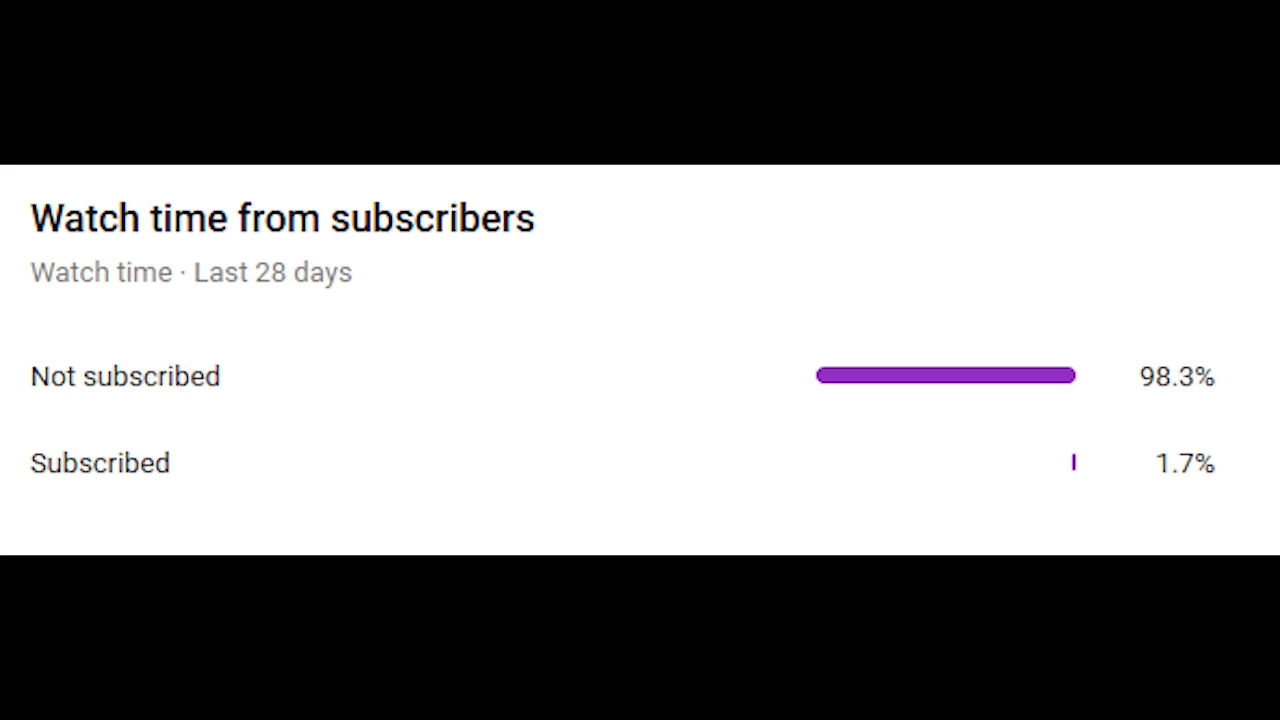 Watch time from subscribers
Watch time · Last 28 days
Not subscribed 98.3%
Subscribed 1.7%